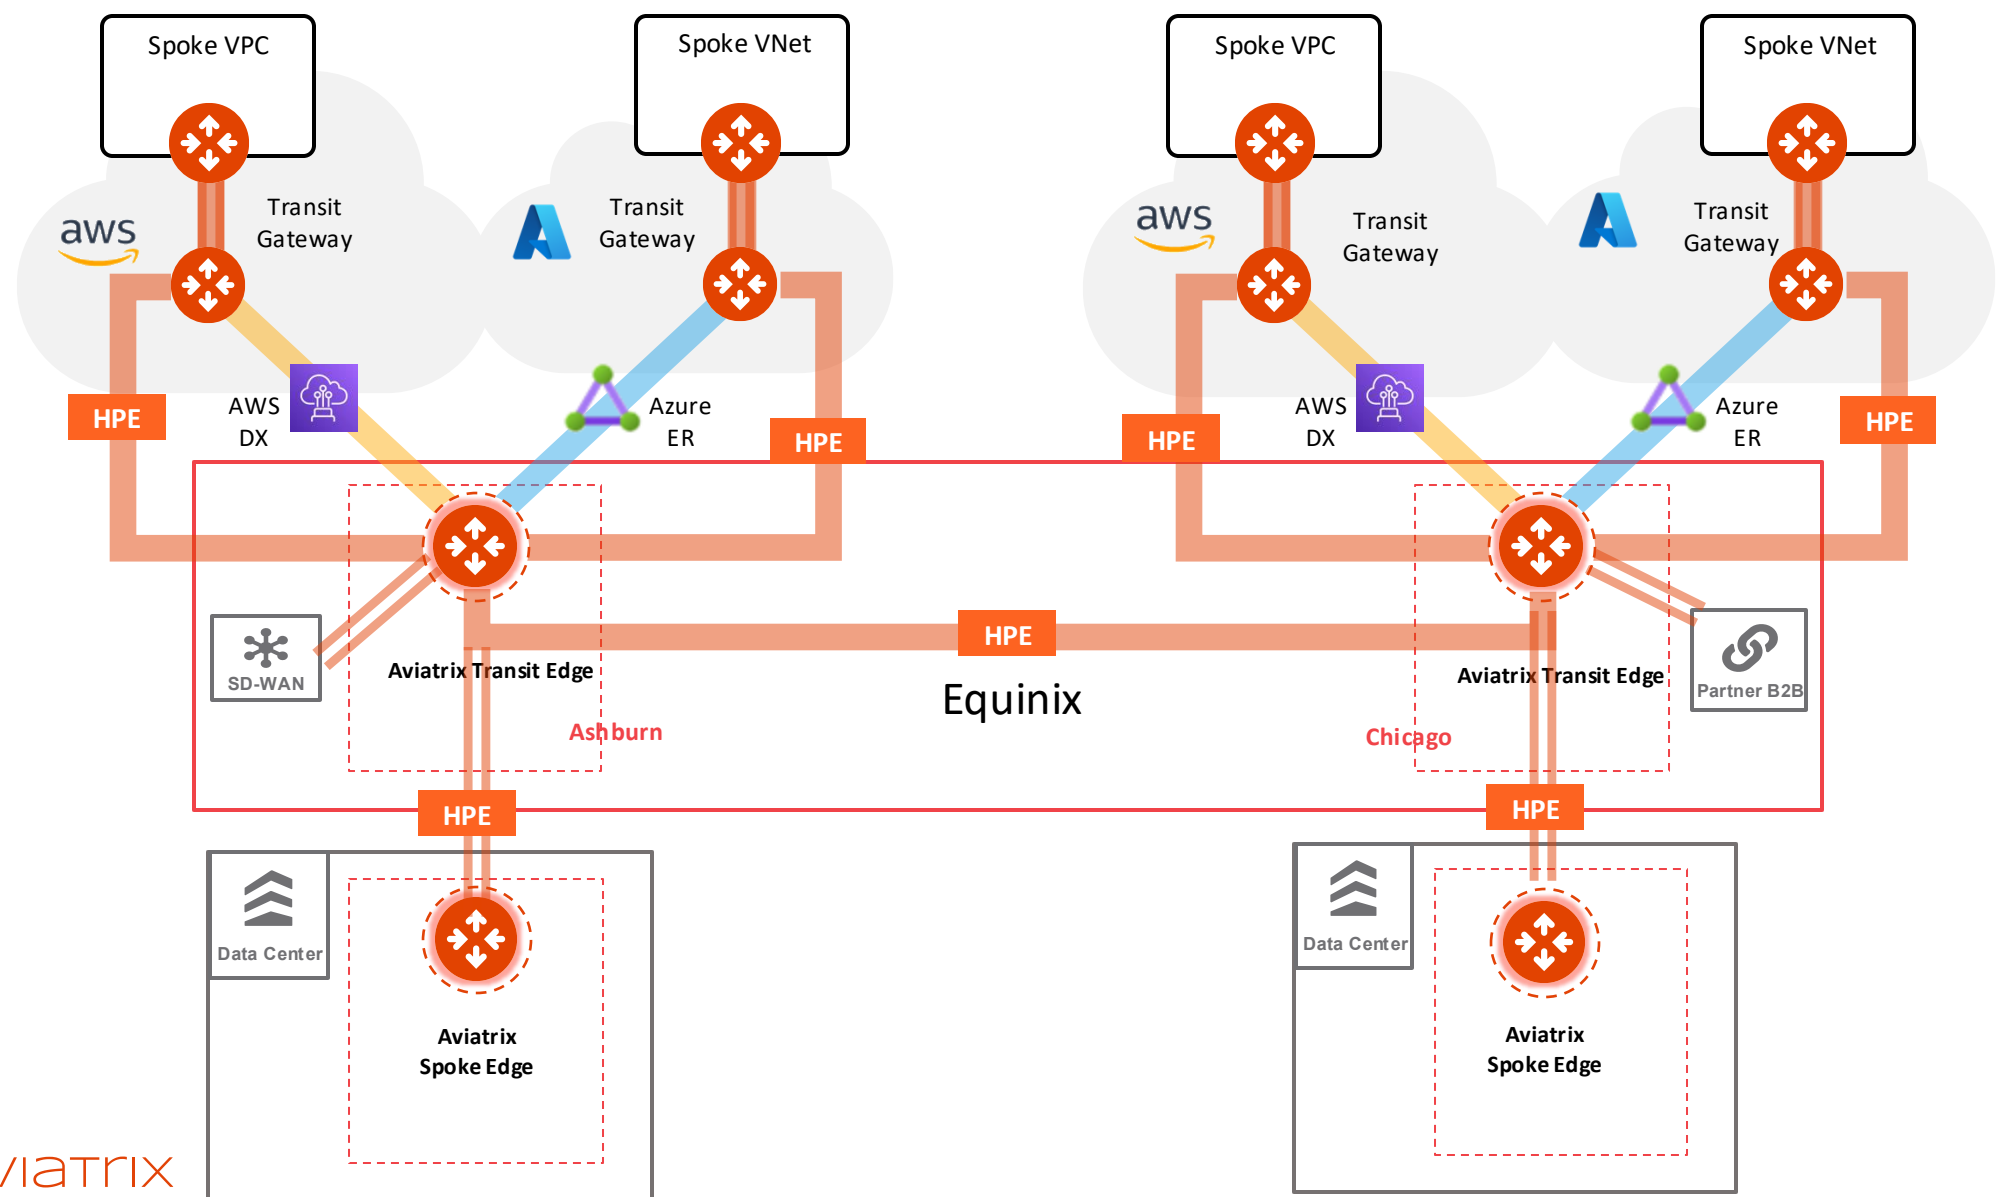 Spoke VPC
Spoke VNet
Spoke VPC
Spoke VNet
aws
Transit
Gateway
Transit
Gateway
aws
Transit
Gateway
Transit
Gateway
HPE
AWS
DX
Azure
ER
HPE
HPE
AWS
DX
Azure
ER
HPE
SD-WAN
Aviatrix Transit Edge
HPE
Equinix
Aviatrix Transit Edge
Partner B2B
Ashburn
Chicago
HPE
HPE
Data Center
Data Center
Aviatrix
Spoke Edge
Aviatrix
Spoke Edge
viatrix